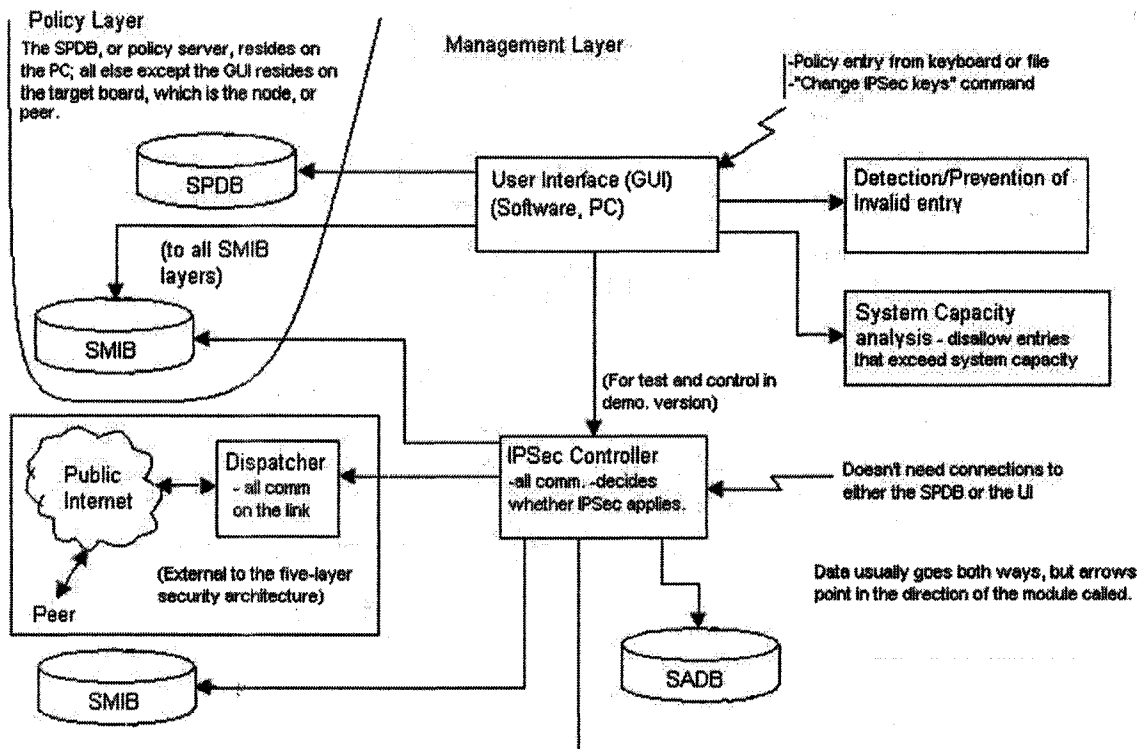 Policy Layer
The SPDB, or policy server, resides on
the PC; all else except the GUI resides on
the target board, which is the node, or
peer.
Management Layer
-Policy entry from keyboard or file
-"Change IPSec keys" command
SPDB
User Interface (GUI)
(Software, PC)
Detection/Prevention of
Invalid entry
(to all SMIB
layers)
SMIB
System Capacity
analysis - disallow entries
that exceed system capacity
(For test and control in
demo. version)
Public
Internet
Dispatcher
- all comm
on the link
IPSec Controller
-all comm. -decides
whether IPSec applies.
Doesn't need connections to
either the SPDB or the UI
(External to the five-layer
security architecture)
Peer
Data usually goes both ways, but arrows
point in the direction of the module called.
SMIB
SADB